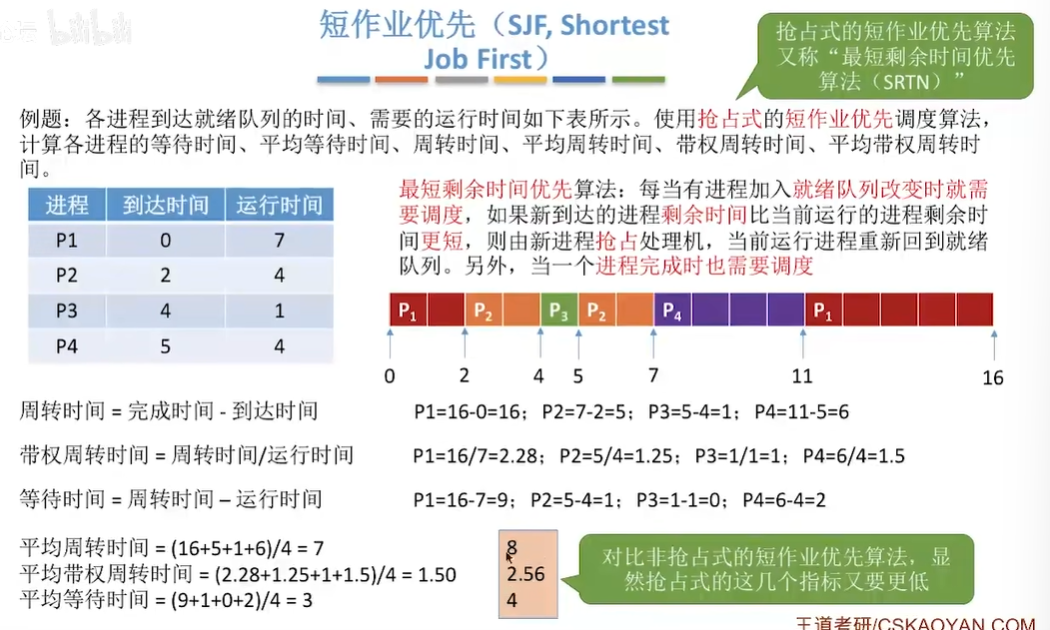 bilibili
短作业优先（SJF, Shortest
Job First）
抢占式的短作业优先算法
又称“最短剩余时间优先
算法（SRTN）”
例题：各进程到达就绪队列的时间、需要的运行时间如下表所示。使用抢占式的短作业优先调度算法，
计算各进程的等待时间、平均等待时间、周转时间、平均周转时间、带权周转时间、平均带权周转时
间。
进程 到达时间 运行时间
P1 0 7
P2 2 4
P3 4 1
P4 5 4
最短剩余时间优先算法：每当有进程加入就绪队列改变时就需
要调度，如果新到达的进程剩余时间比当前运行的进程剩余时
间更短，则由新进程抢占处理机，当前运行进程重新回到就绪
队列。另外，当一个进程完成时也需要调度
P1 P2 P3 P2 P4 P1
0 2 4 5 7 11 16
周转时间 = 完成时间 - 到达时间 P1=16-0=16；P2=7-2=5；P3=5-4=1；P4=11-5=6
带权周转时间 = 周转时间/运行时间 P1=16/7=2.28；P2=5/4=1.25；P3=1/1=1；P4=6/4=1.5
等待时间 = 周转时间 – 运行时间 P1=16-7=9；P2=5-4=1；P3=1-1=0；P4=6-4=2
平均周转时间 = (16+5+1+6)/4 = 7
平均带权周转时间 = (2.28+1.25+1+1.5)/4 = 1.50
平均等待时间 = (9+1+0+2)/4 = 3
8
2.56
4
对比非抢占式的短作业优先算法，显
然抢占式的这几个指标又要更低
王道考研/CSKAOYAN.COM